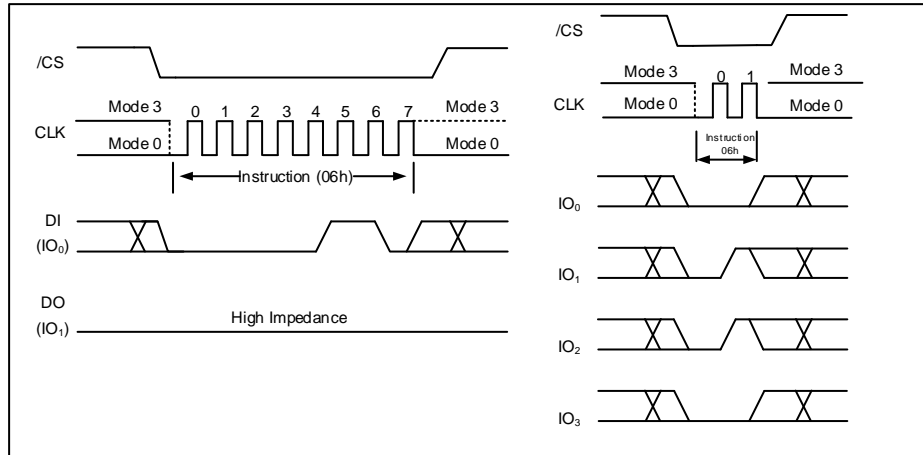 /CS
Mode 3
0 1 2 3 4 5 6 7
Mode 3
CLK
Mode 0
Mode 0
Instruction (06h)
DI
(IO0)
DO
(IO1)
High Impedance
/CS
Mode 3
0 1
Mode 3
CLK
Mode 0
Mode 0
Instruction
06h
IO0
IO1
IO2
IO3